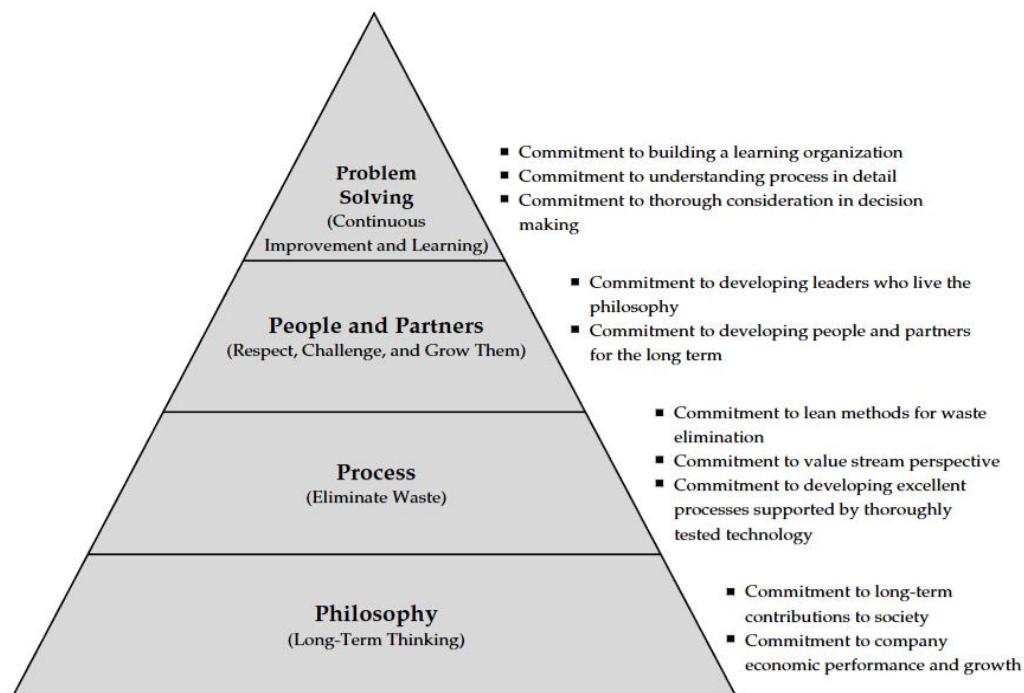 Problem
Solving
(Continuous
Improvement and Learning)
■ Commitment to building a learning organization
■ Commitment to understanding process in detail
■ Commitment to thorough consideration in decision
making
People and Partners
(Respect, Challenge, and Grow Them)
■ Commitment to developing leaders who live the
philosophy
■ Commitment to developing people and partners
for the long term
Process
(Eliminate Waste)
■ Commitment to lean methods for waste
elimination
■ Commitment to value stream perspective
■ Commitment to developing excellent
processes supported by thoroughly
tested technology
Philosophy
(Long-Term Thinking)
■ Commitment to long-term
contributions to society
■ Commitment to company
economic performance and growth